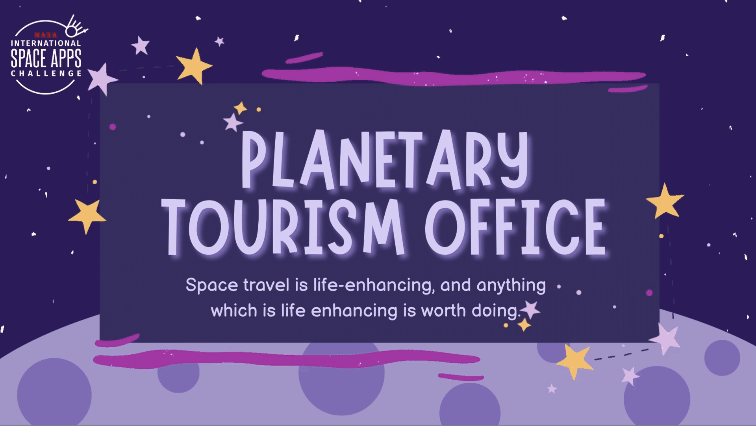 NASA
INTERNATIONAL
SPACE APPS
CHALLENGE
PLANETARY
TOURISM OFFICE
Space travel is life-enhancing, and anything
which is life enhancing is worth doing.